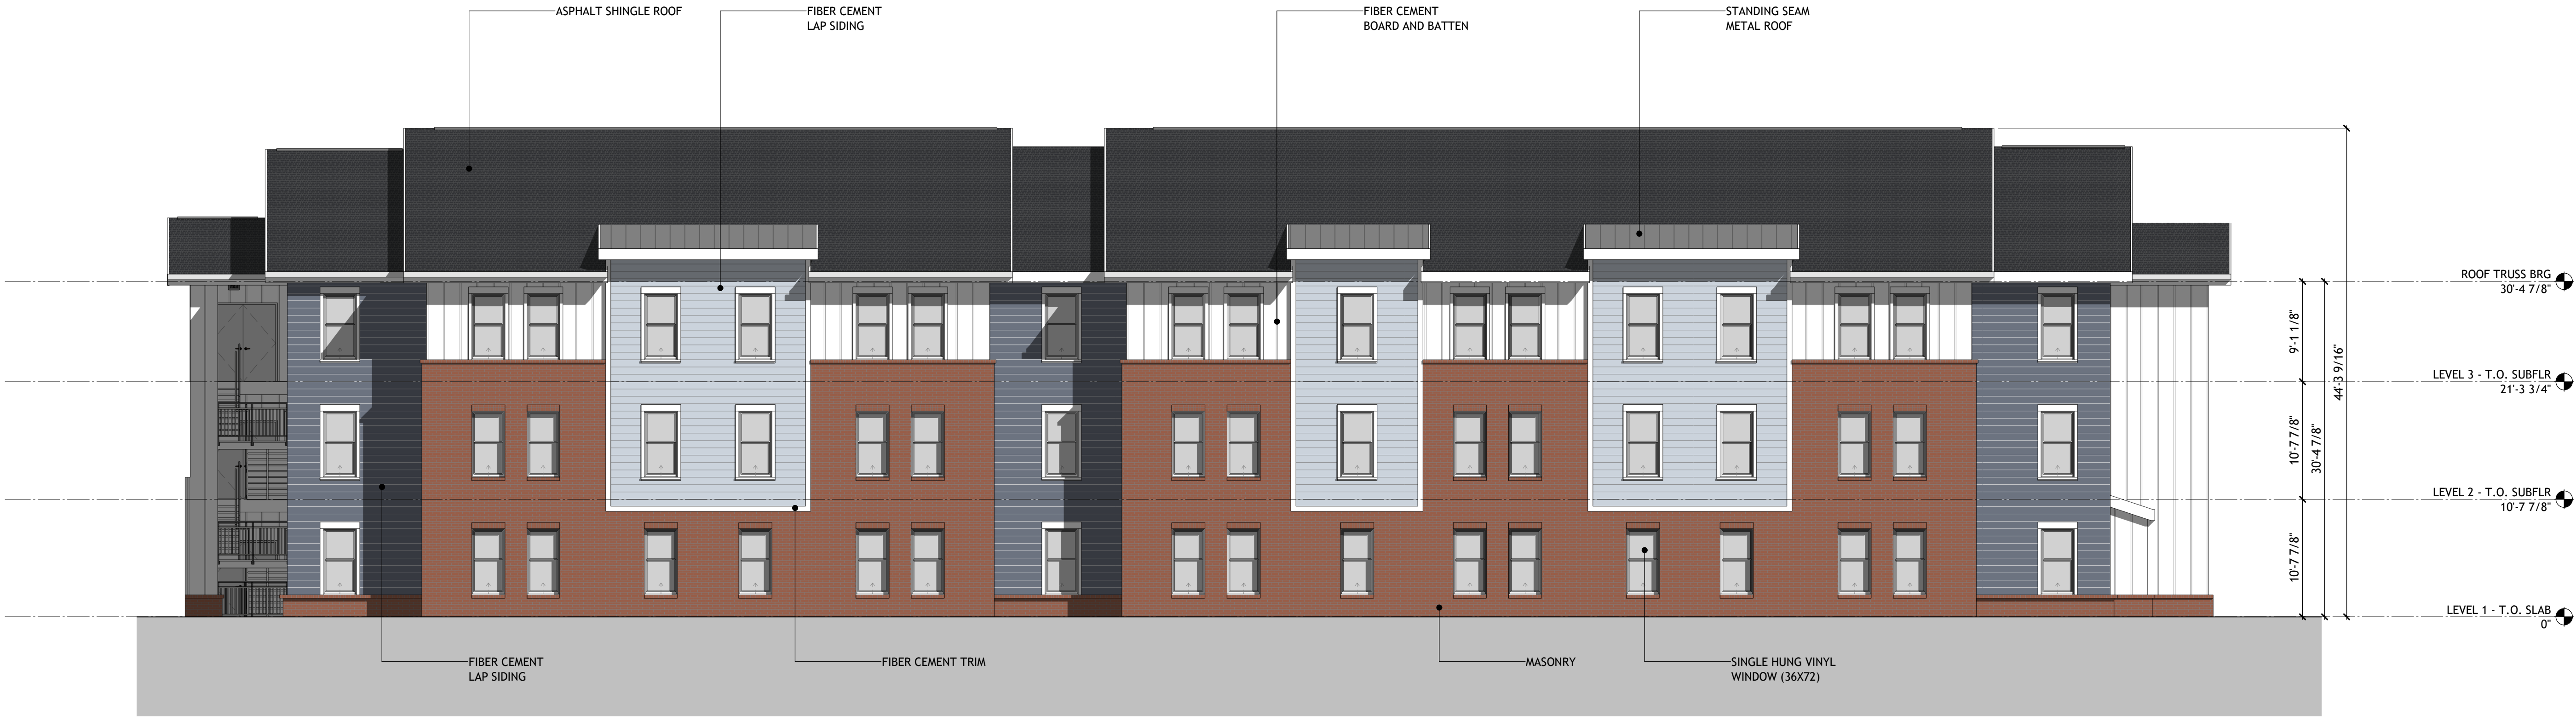 ASPHALT SHINGLE ROOF
FIBER CEMENT
LAP SIDING
FIBER CEMENT
BOARD AND BATTEN
STANDING SEAM
METAL ROOF
ROOF TRUSS BRG
30'-4 7/8"
9'-1 1/8"
44'-3 9/16"
LEVEL 3 - T.O. SUBFLR
21'-3 3/4"
10'-7 7/8"
30'-4 7/8"
LEVEL 2 - T.O. SUBFLR
10'-7 7/8"
10'-7 7/8"
LEVEL 1 - T.O. SLAB
0"
FIBER CEMENT
LAP SIDING
FIBER CEMENT TRIM
MASONRY
SINGLE HUNG VINYL
WINDOW (36X72)